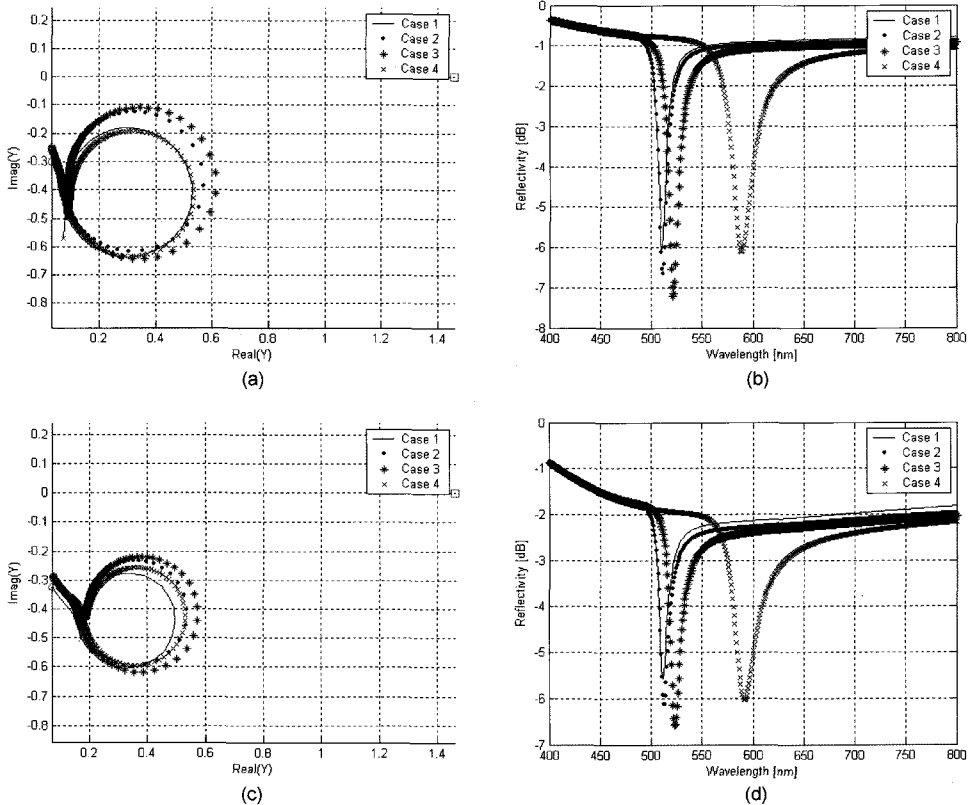 0.2
0.1
0
-0.1
-0.2
-0.3
-0.4
-0.5
-0.6
-0.7
-0.8
Imag(Y)
0.2 0.4 0.6 0.8 1 1.2 1.4
Real(Y)
Case 1
Case 2
Case 3
Case 4
(a)
0
-1
-2
-3
-4
-5
-6
-7
-8
Reflectivity [dB]
400 450 500 550 600 650 700 750 800
Wavelength [nm]
Case 1
Case 2
Case 3
Case 4
(b)
0.2
0.1
0
-0.1
-0.2
-0.3
-0.4
-0.5
-0.6
-0.7
-0.8
Imag(Y)
0.2 0.4 0.6 0.8 1 1.2 1.4
Real(Y)
Case 1
Case 2
Case 3
Case 4
(c)
0
-1
-2
-3
-4
-5
-6
-7
Reflectivity [dB]
400 450 500 550 600 650 700 750 800
Wavelength [nm]
Case 1
Case 2
Case 3
Case 4
(d)